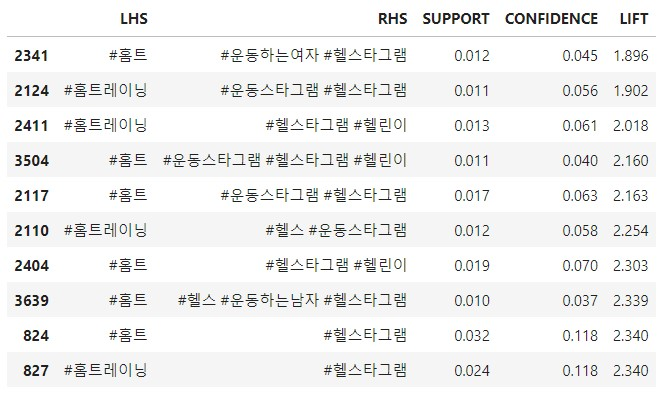 LHS RHS SUPPORT CONFIDENCE LIFT
2341 #홈트 #운동하는여자 #헬스타그램 0.012 0.045 1.896
2124 #홈트레이닝 #운동스타그램 #헬스타그램 0.011 0.056 1.902
2411 #홈트레이닝 #헬스타그램 #헬린이 0.013 0.061 2.018
3504 #홈트 #운동스타그램 #헬스타그램 #헬린이 0.011 0.040 2.160
2117 #홈트 #운동스타그램 #헬스타그램 0.017 0.063 2.163
2110 #홈트레이닝 #헬스 #운동스타그램 0.012 0.058 2.254
2404 #홈트 #헬스타그램 #헬린이 0.019 0.070 2.303
3639 #홈트 #헬스 #운동하는남자 #헬스타그램 0.010 0.037 2.339
824 #홈트 #헬스타그램 0.032 0.118 2.340
827 #홈트레이닝 #헬스타그램 0.024 0.118 2.340